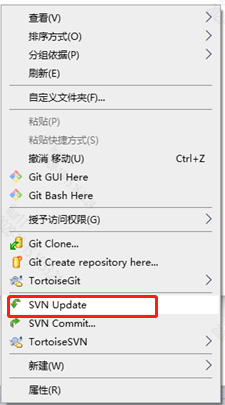 查看(V)
排序方式(O)
分组依据(P)
刷新(E)
自定义文件夹(F)...
粘贴(P)
粘贴快捷方式(S)
撤消 移动(U) Ctrl+Z
Git GUI Here
Git Bash Here
授予访问权限(G)
Git Clone...
Git Create repository here...
TortoiseGit
SVN Update
SVN Commit...
TortoiseSVN
新建(W)
属性(R)